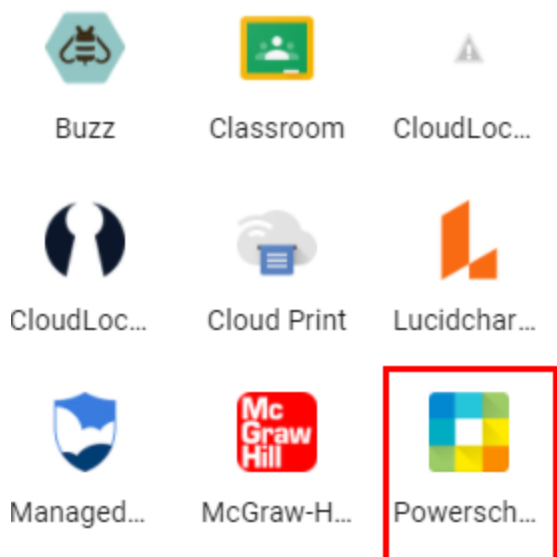 Buzz Classroom CloudLoc...
CloudLoc... Cloud Print Lucidchar...
Mc
Graw
Hill
Managed... McGraw-H... Powersch...